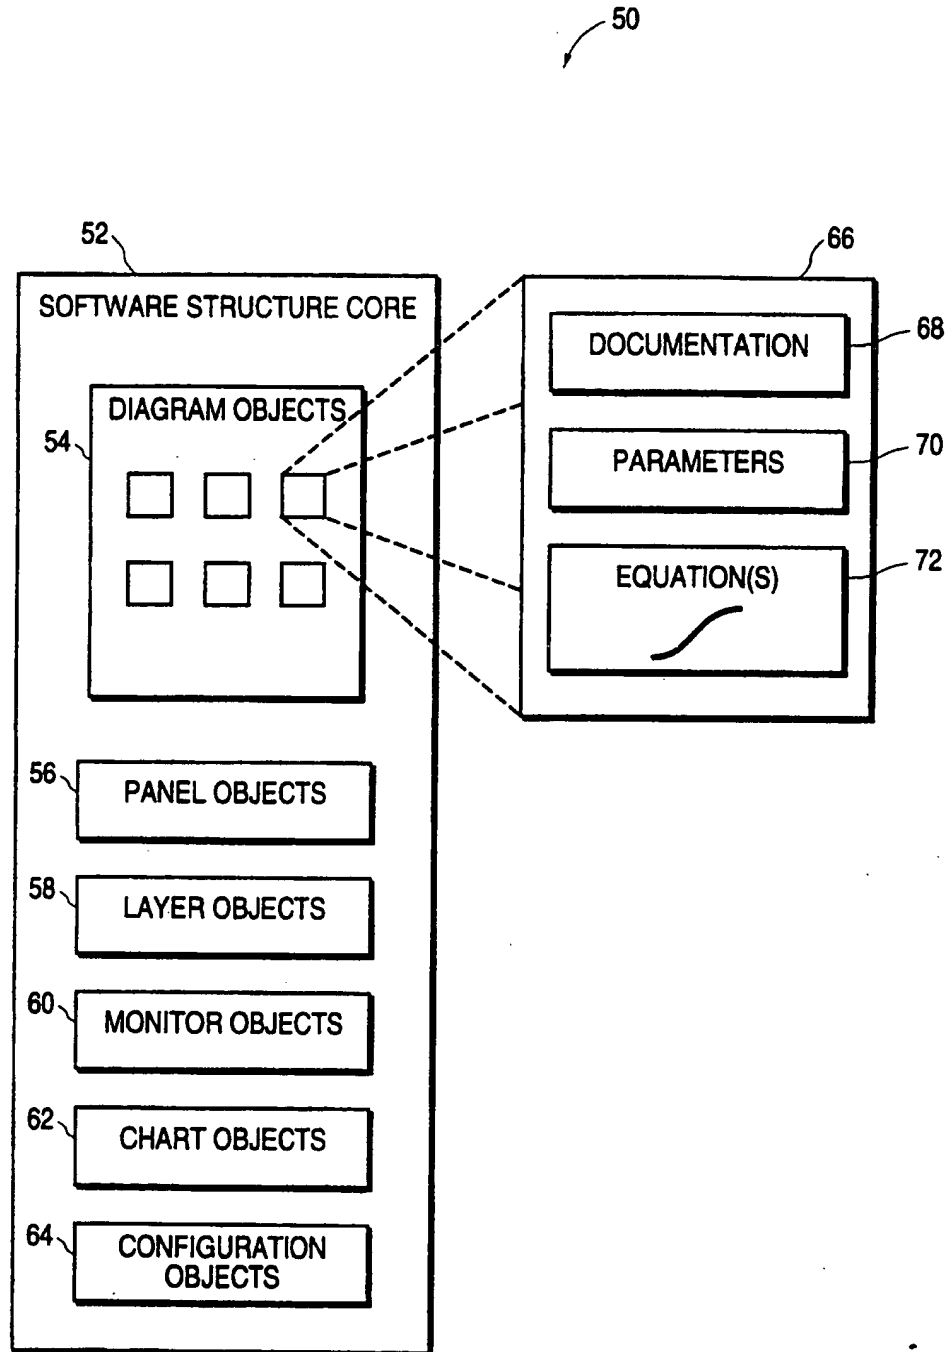 50
52
66
SOFTWARE STRUCTURE CORE
DIAGRAM OBJECTS
54
DOCUMENTATION
68
PARAMETERS
70
EQUATION(S)
72
56
PANEL OBJECTS
58
LAYER OBJECTS
60
MONITOR OBJECTS
62
CHART OBJECTS
64
CONFIGURATION
OBJECTS